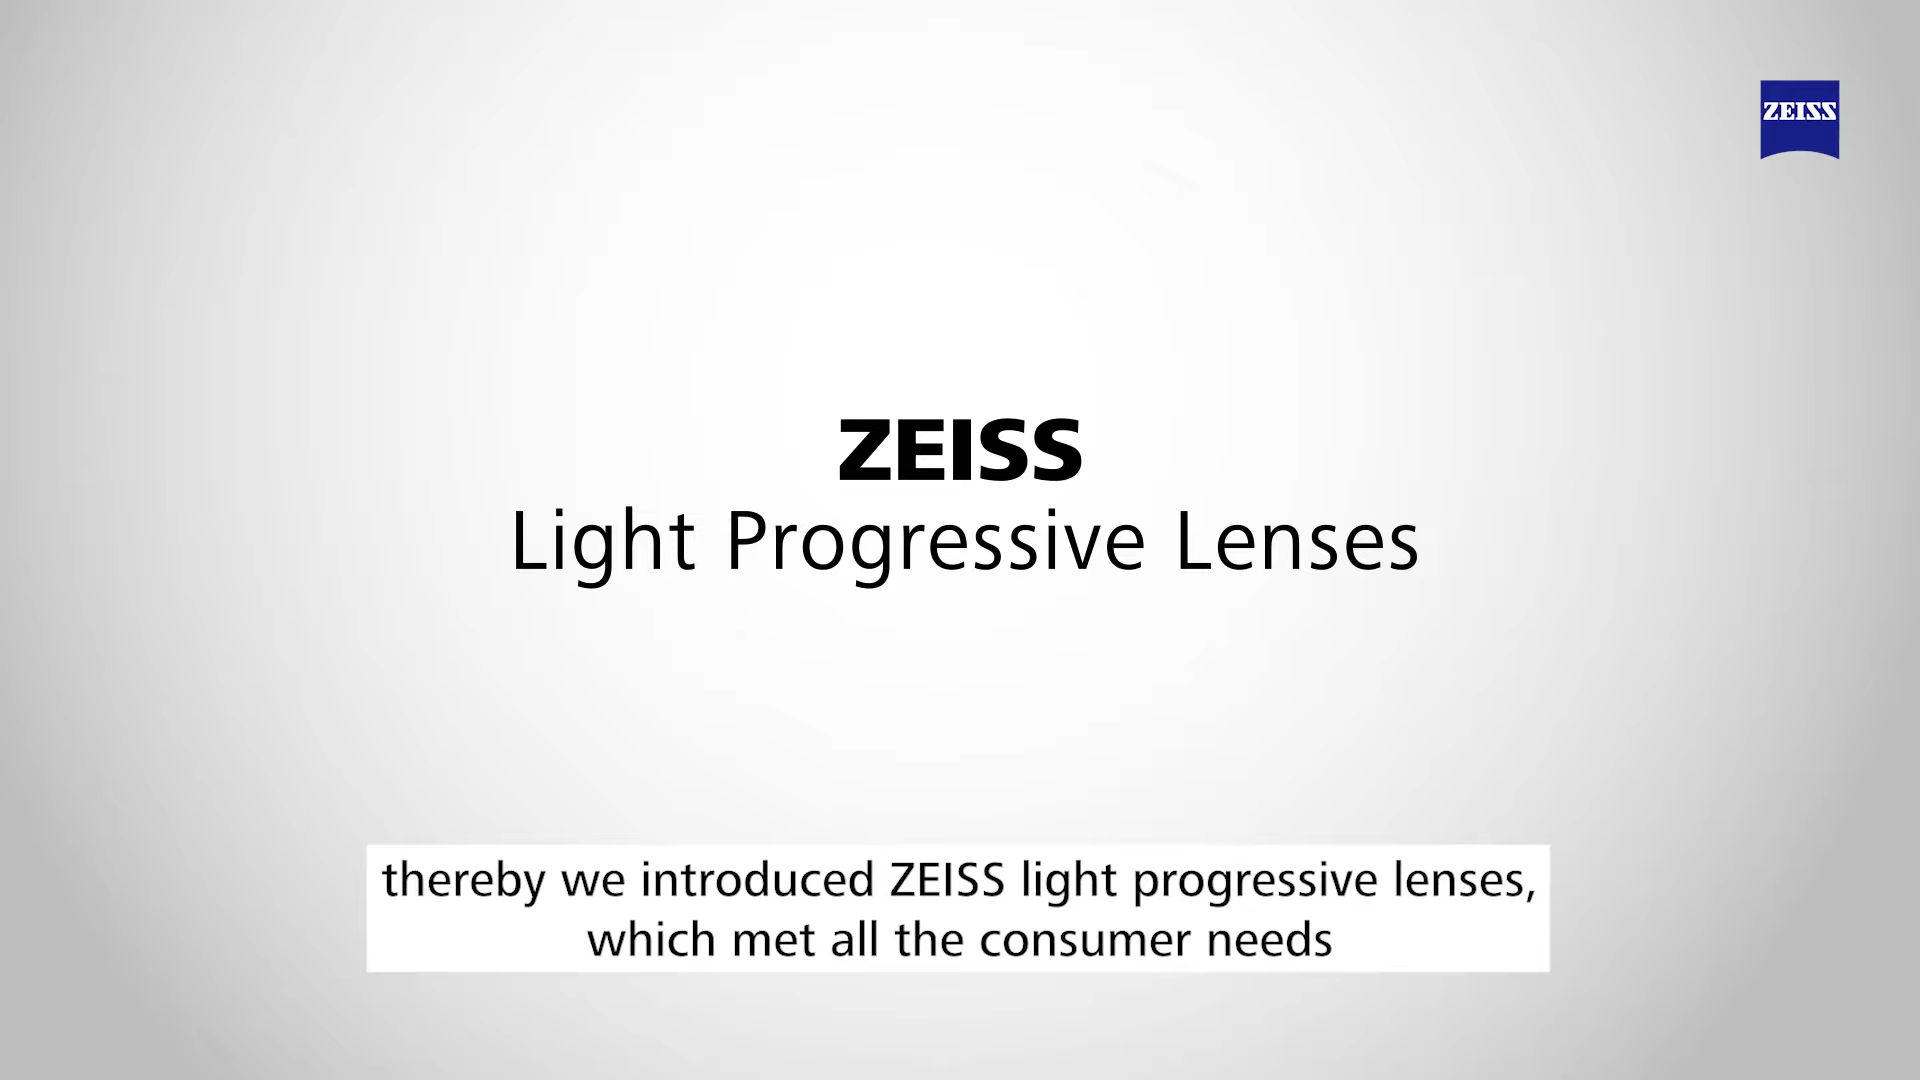 ZEISS
ZEISS
Light Progressive Lenses
thereby we introduced ZEISS light progressive lenses,
which met all the consumer needs